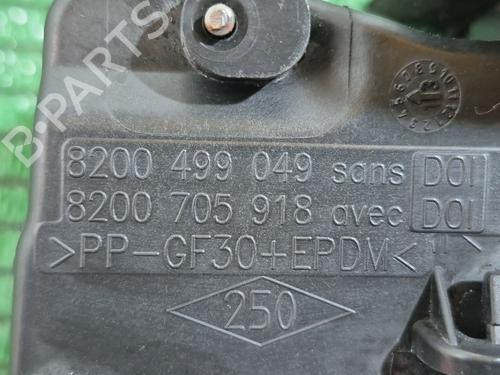 B-PARTS
8200 499 049 sans DOI
8200 705 918 avec DOI
>PP-GF30+EPDM<
250